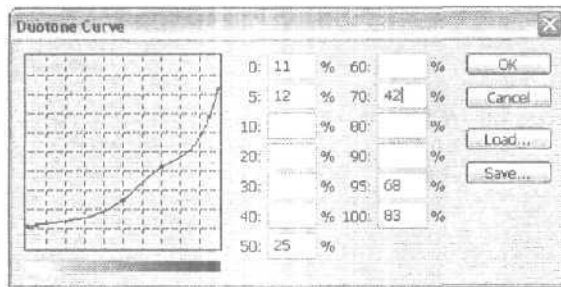 Duotone Curve
0: 11 % 60: % OK
5: 12 % 70: 42 % Cancel
10: % 80: %
20: % 90: % Load...
30: % 95: 68 % Save...
40: % 100: 83 %
50: 25 %